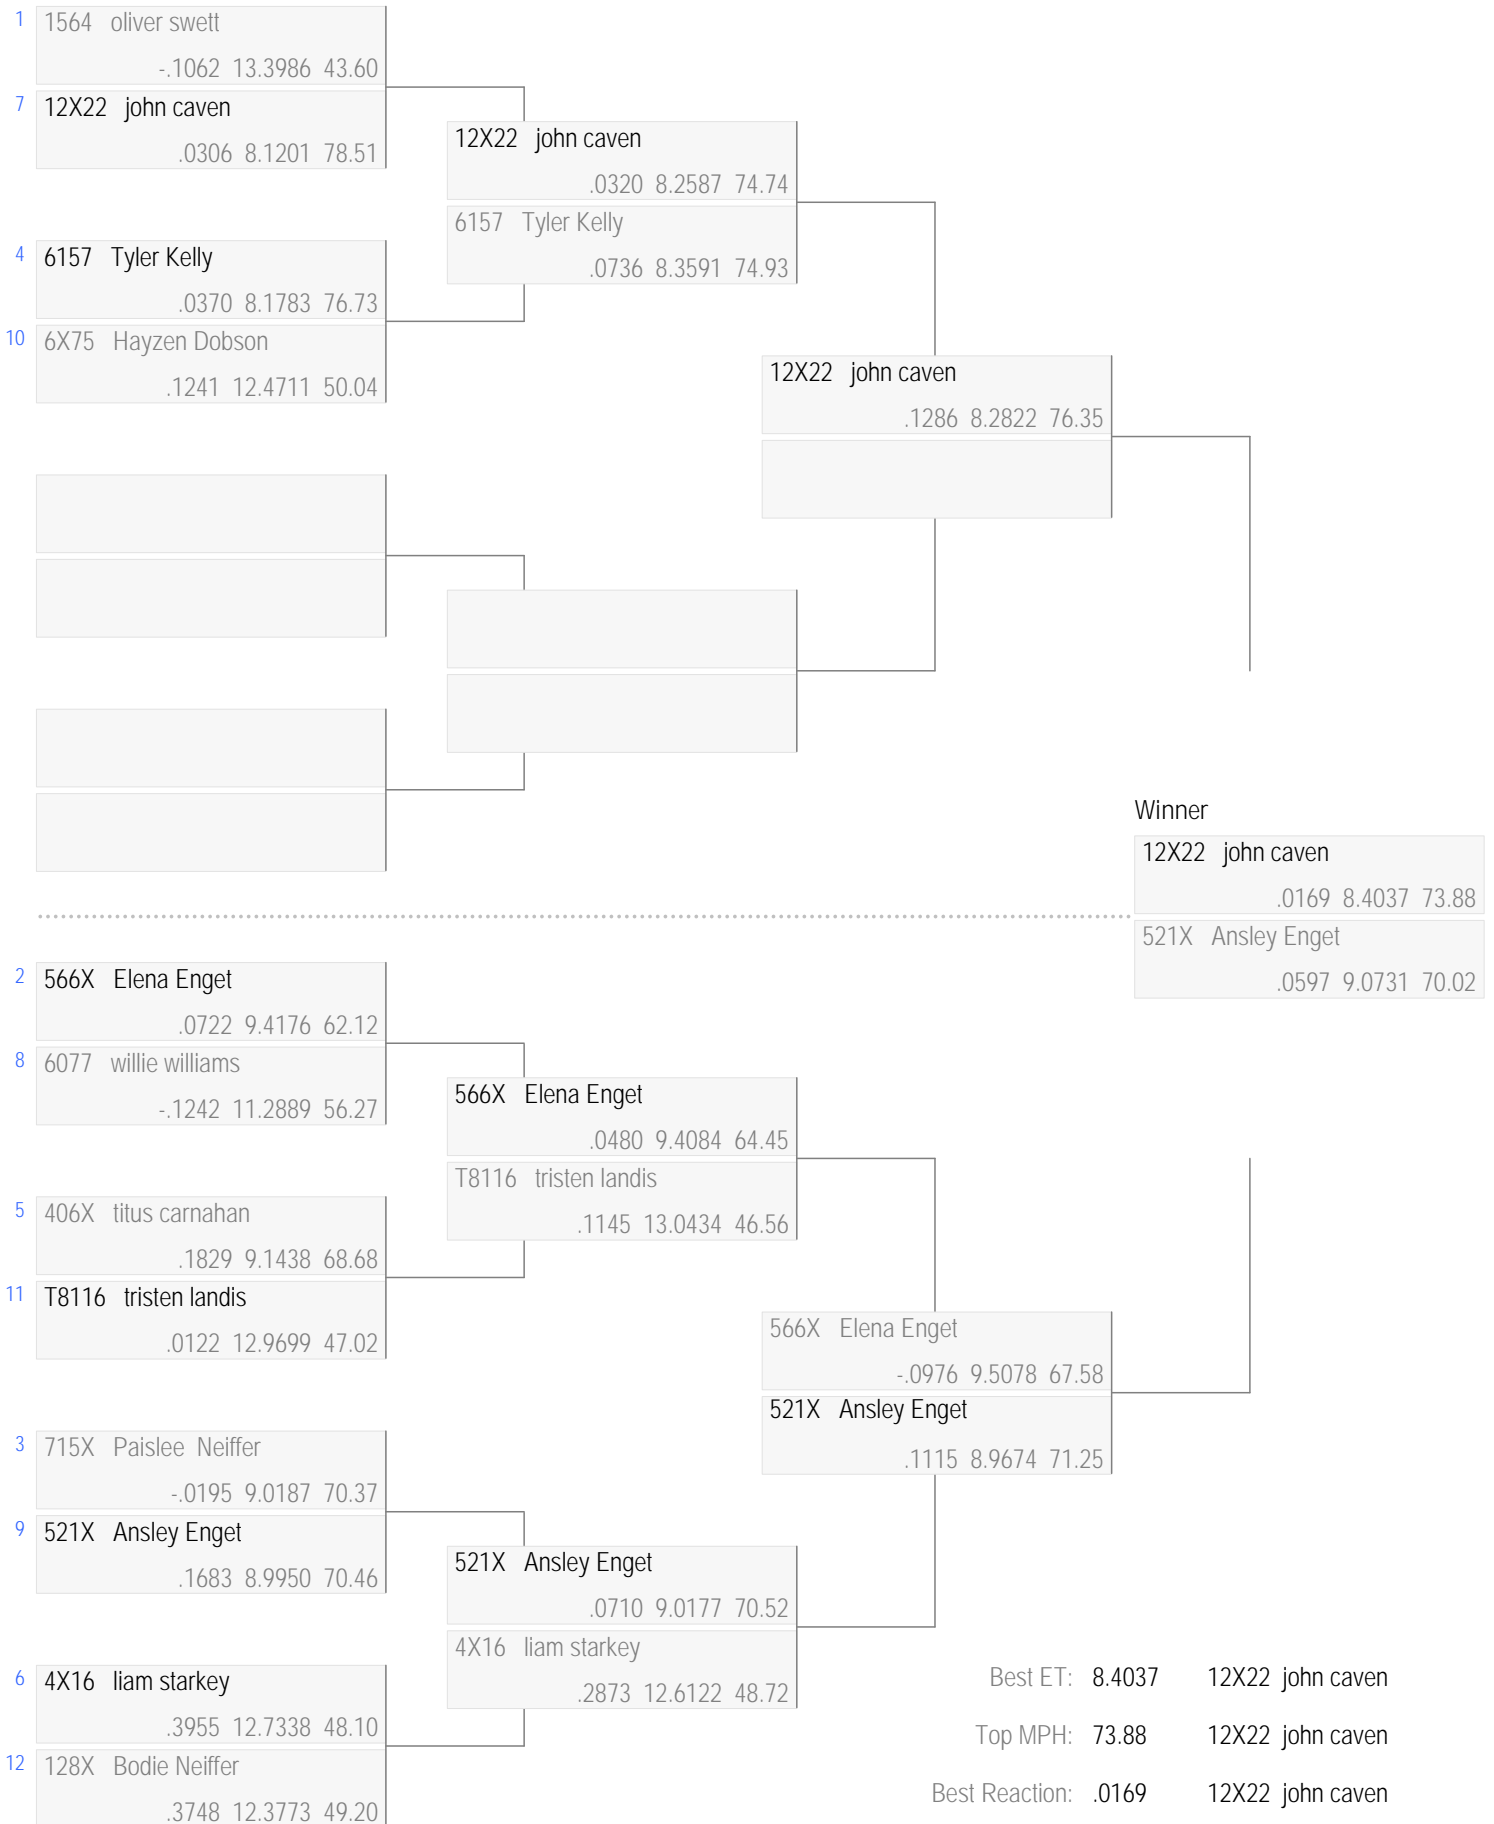 1 1564 oliver swett
-.1062 13.3986 43.60
7 12X22 john caven
.0306 8.1201 78.51
12X22 john caven
.0320 8.2587 74.74
6157 Tyler Kelly
.0736 8.3591 74.93
4 6157 Tyler Kelly
.0370 8.1783 76.73
10 6X75 Hayzen Dobson
.1241 12.4711 50.04
12X22 john caven
.1286 8.2822 76.35
Winner
12X22 john caven
.0169 8.4037 73.88
521X Ansley Enget
.0597 9.0731 70.02
2 566X Elena Enget
.0722 9.4176 62.12
8 6077 willie williams
-.1242 11.2889 56.27
566X Elena Enget
.0480 9.4084 64.45
T8116 tristen landis
.1145 13.0434 46.56
5 406X titus carnahan
.1829 9.1438 68.68
11 T8116 tristen landis
.0122 12.9699 47.02
566X Elena Enget
-.0976 9.5078 67.58
521X Ansley Enget
.1115 8.9674 71.25
3 715X Paislee Neiffer
-.0195 9.0187 70.37
9 521X Ansley Enget
.1683 8.9950 70.46
521X Ansley Enget
.0710 9.0177 70.52
4X16 liam starkey
.2873 12.6122 48.72
6 4X16 liam starkey
.3955 12.7338 48.10
12 128X Bodie Neiffer
.3748 12.3773 49.20
Best ET: 8.4037 12X22 john caven
Top MPH: 73.88 12X22 john caven
Best Reaction: .0169 12X22 john caven